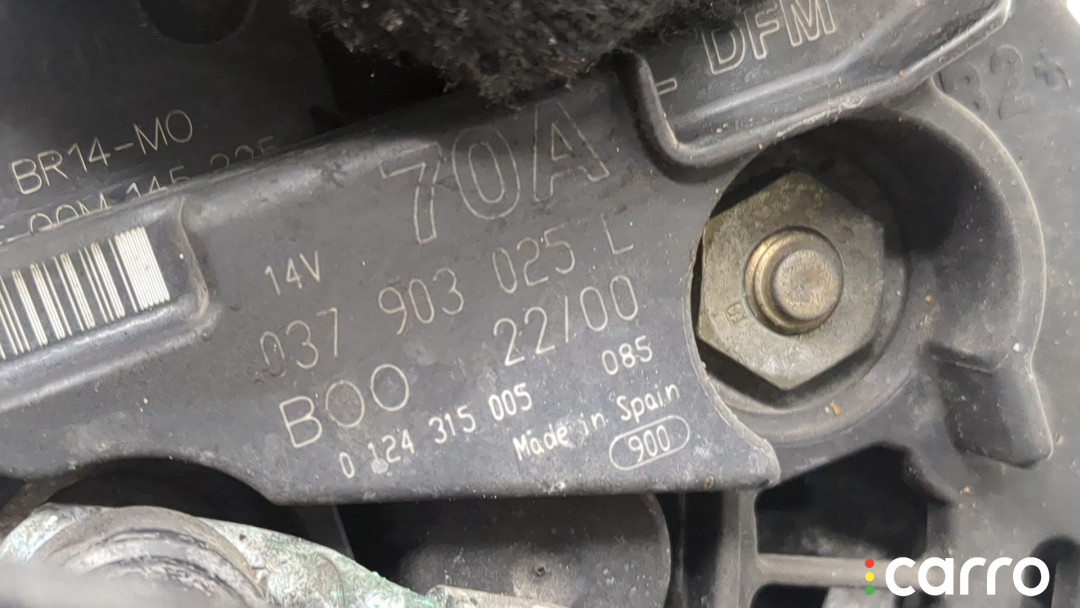 DFM
BR14-MO
70A
14V
037 903 025 L
B00 22/00
0 124 315 005 085
Made in Spain
900
carro